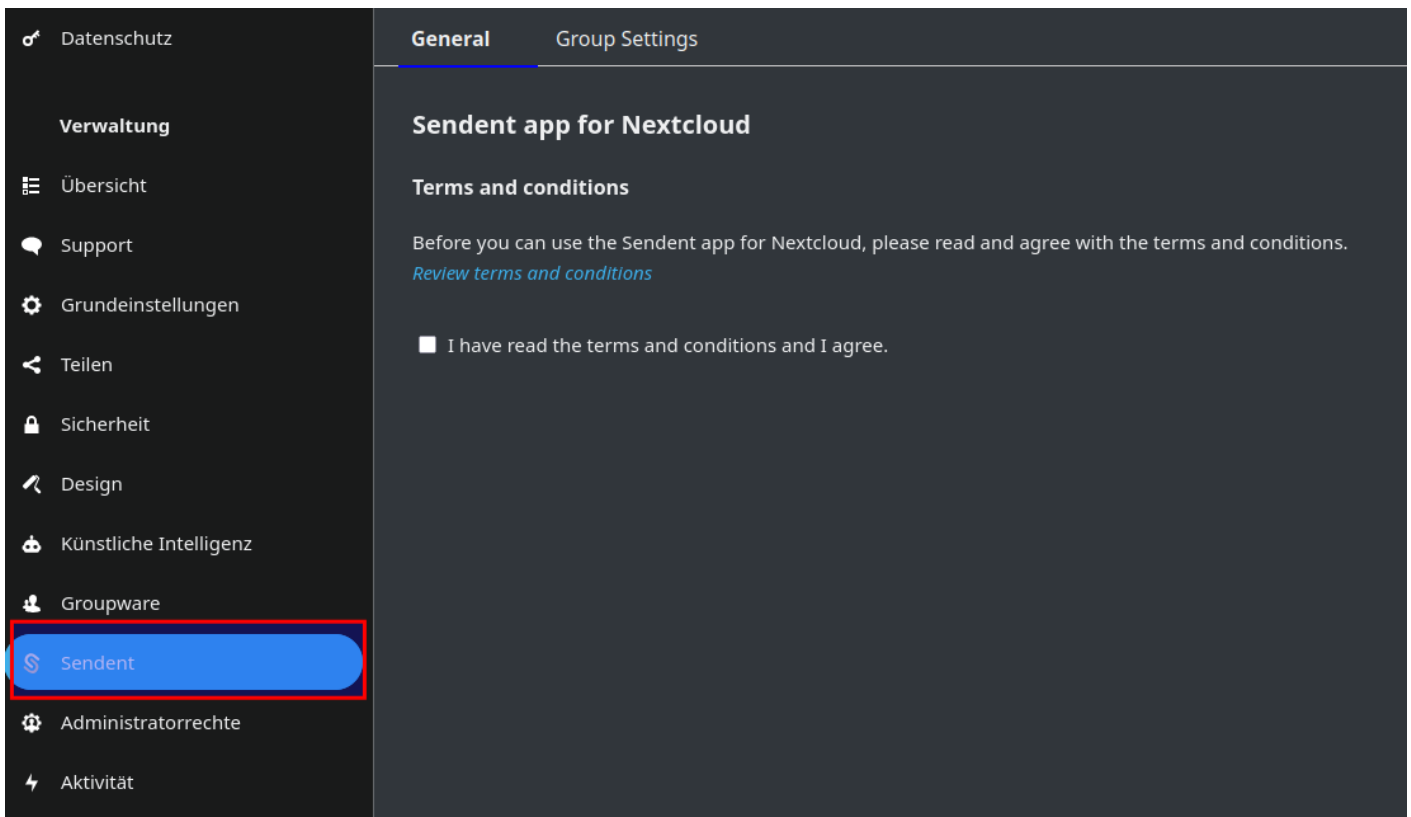 Datenschutz
Verwaltung
Übersicht
Support
Grundeinstellungen
Teilen
Sicherheit
Design
Künstliche Intelligenz
Groupware
Sendent
Administratorrechte
Aktivität
General Group Settings
Sendent app for Nextcloud
Terms and conditions
Before you can use the Sendent app for Nextcloud, please read and agree with the terms and conditions.
Review terms and conditions
I have read the terms and conditions and I agree.